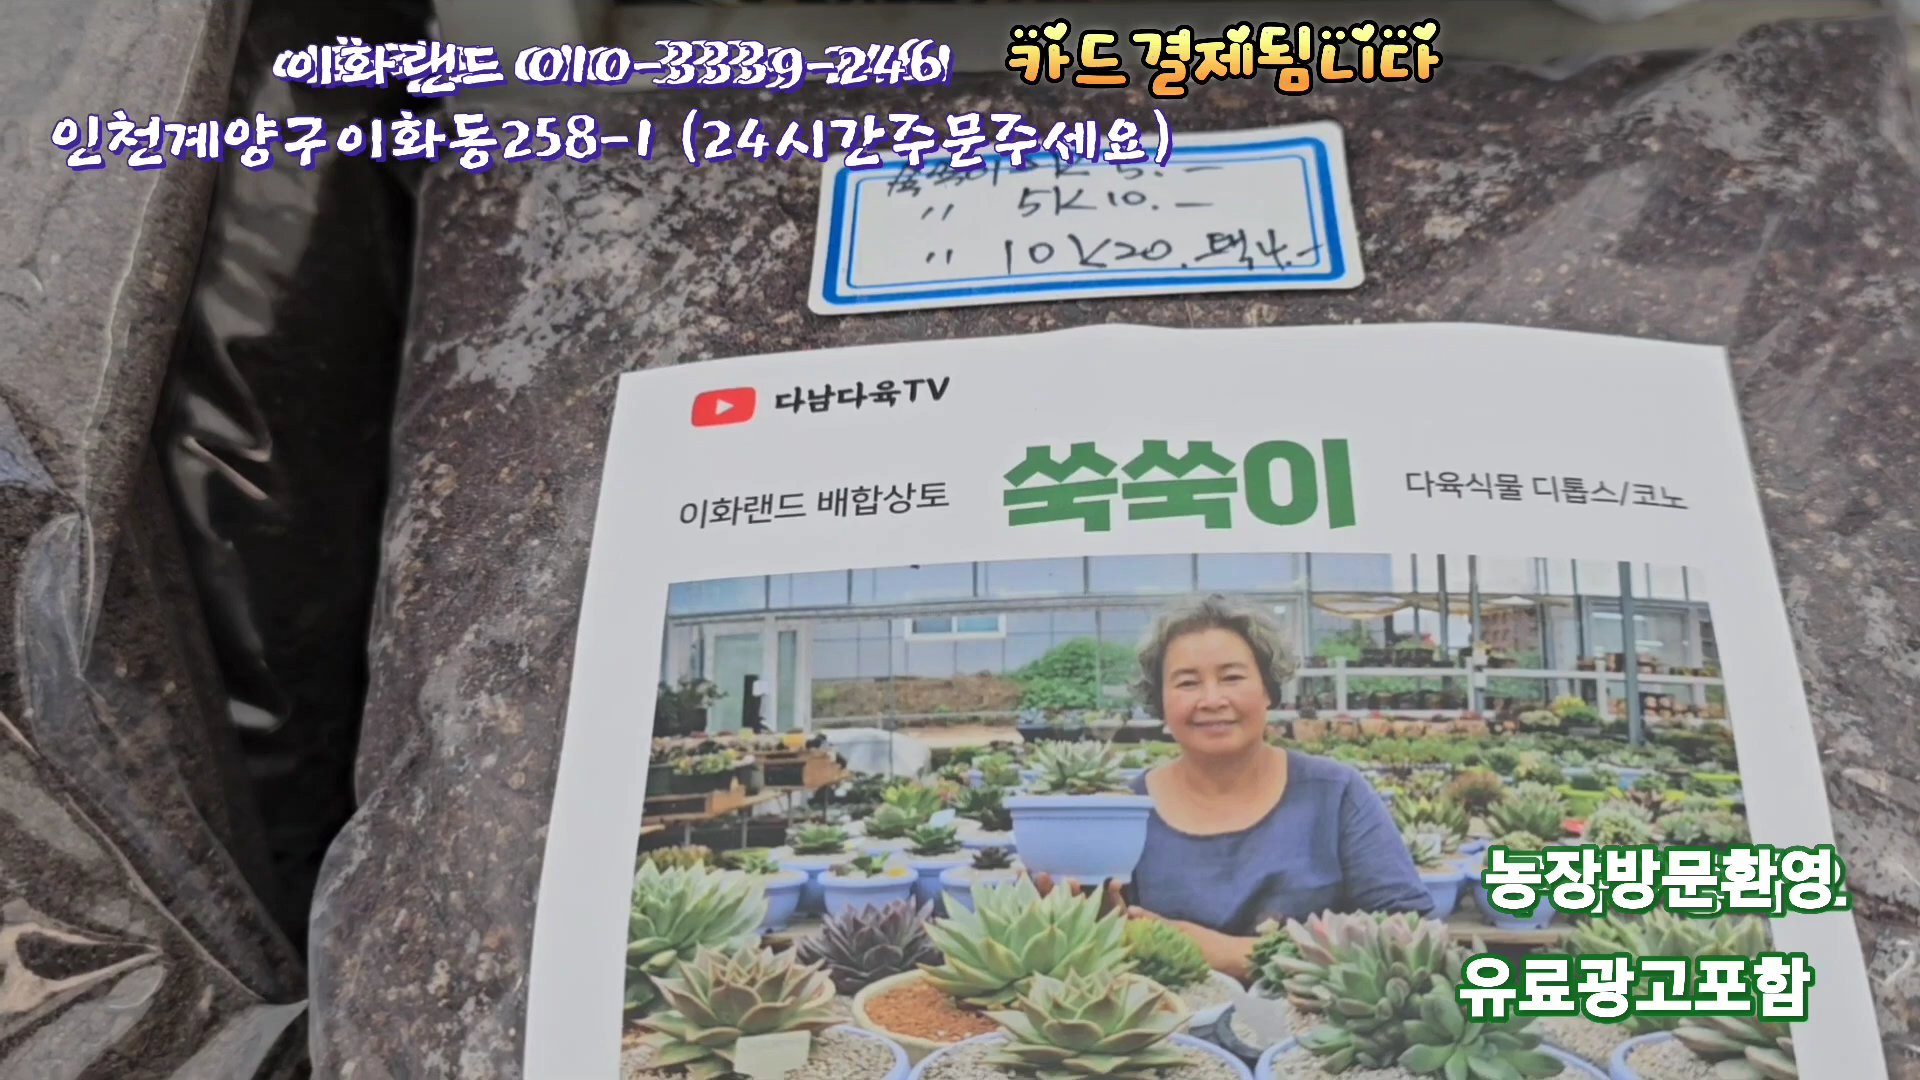 이화랜드 010-3339-2461 카드결제됩니다
인천계양구이화동258-1 (24시간주문주세요)
〃 5K 10.-
〃 10K20.택4.-
다남다육TV
이화랜드 배합상토 쑥쑥이 다육식물 디톱스/코노
농장방문환영
유료광고포함